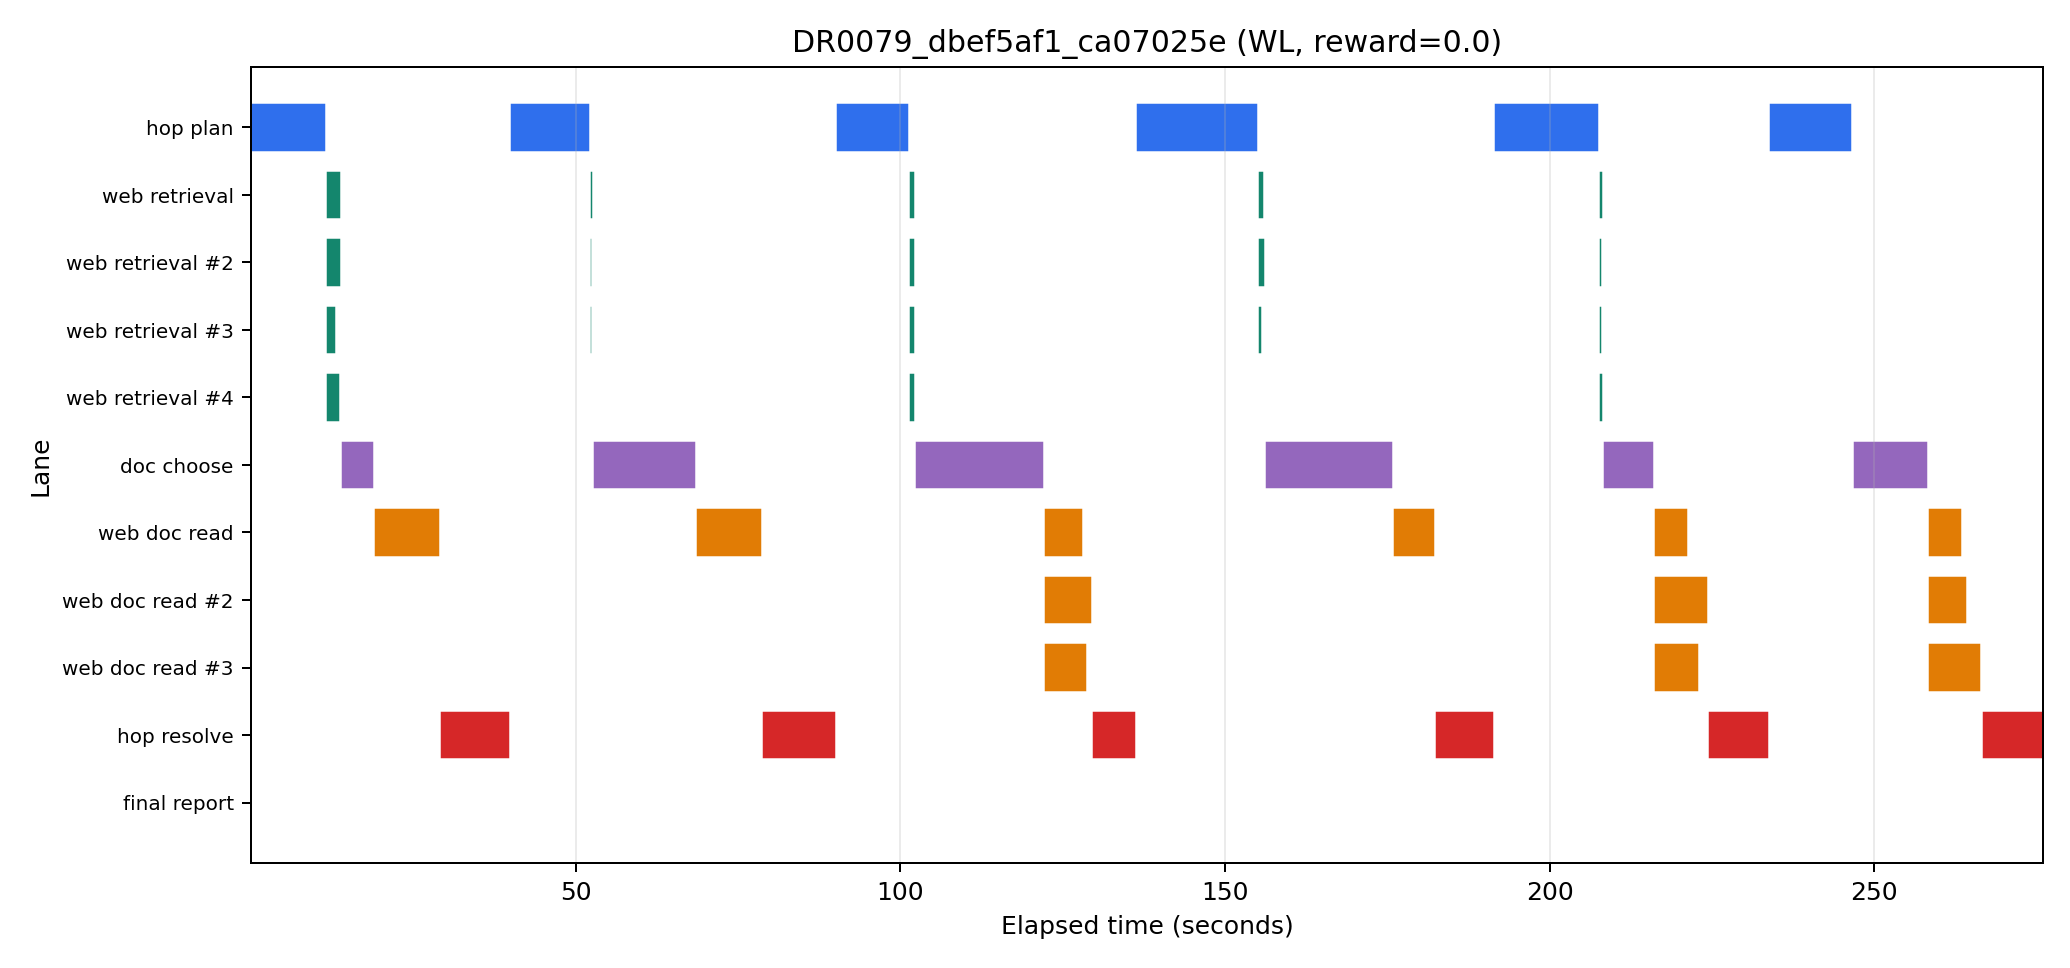 DR0079_dbef5af1_ca07025e (WL, reward=0.0)
hop plan
web retrieval
web retrieval #2
web retrieval #3
web retrieval #4
doc choose
web doc read
web doc read #2
web doc read #3
hop resolve
final report
Lane
50 100 150 200 250
Elapsed time (seconds)